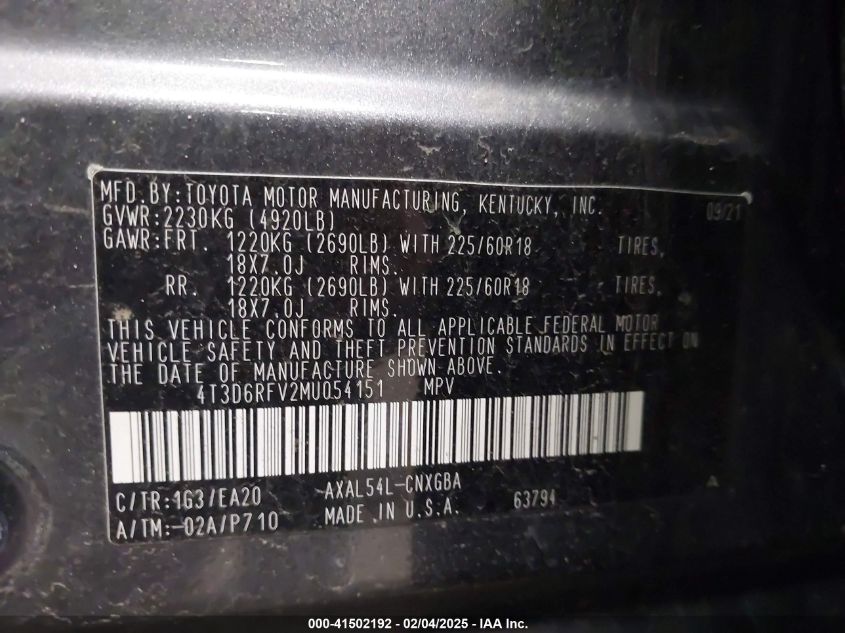 MFD.BY:TOYOTA MOTOR MANUFACTURING, KENTUCKY, INC. 09/21
GVWR:2230KG (4920LB)
GAWR:FRT. 1220KG (2690LB) WITH 225/60R18 TIRES,
18X7.0J RIMS.
RR. 1220KG (2690LB) WITH 225/60R18 TIRES,
18X7.0J RIMS.
THIS VEHICLE CONFORMS TO ALL APPLICABLE FEDERAL MOTOR
VEHICLE SAFETY AND THEFT PREVENTION STANDARDS IN EFFECT ON
THE DATE OF MANUFACTURE SHOWN ABOVE.
4T3D6RFV2MU054151 MPV
C/TR:1G3/EA20 AXAL54L-CNXGBA A
A/TM:-02A/P710 MADE IN U.S.A. 63794
000-41502192 - 02/04/2025 - IAA Inc.